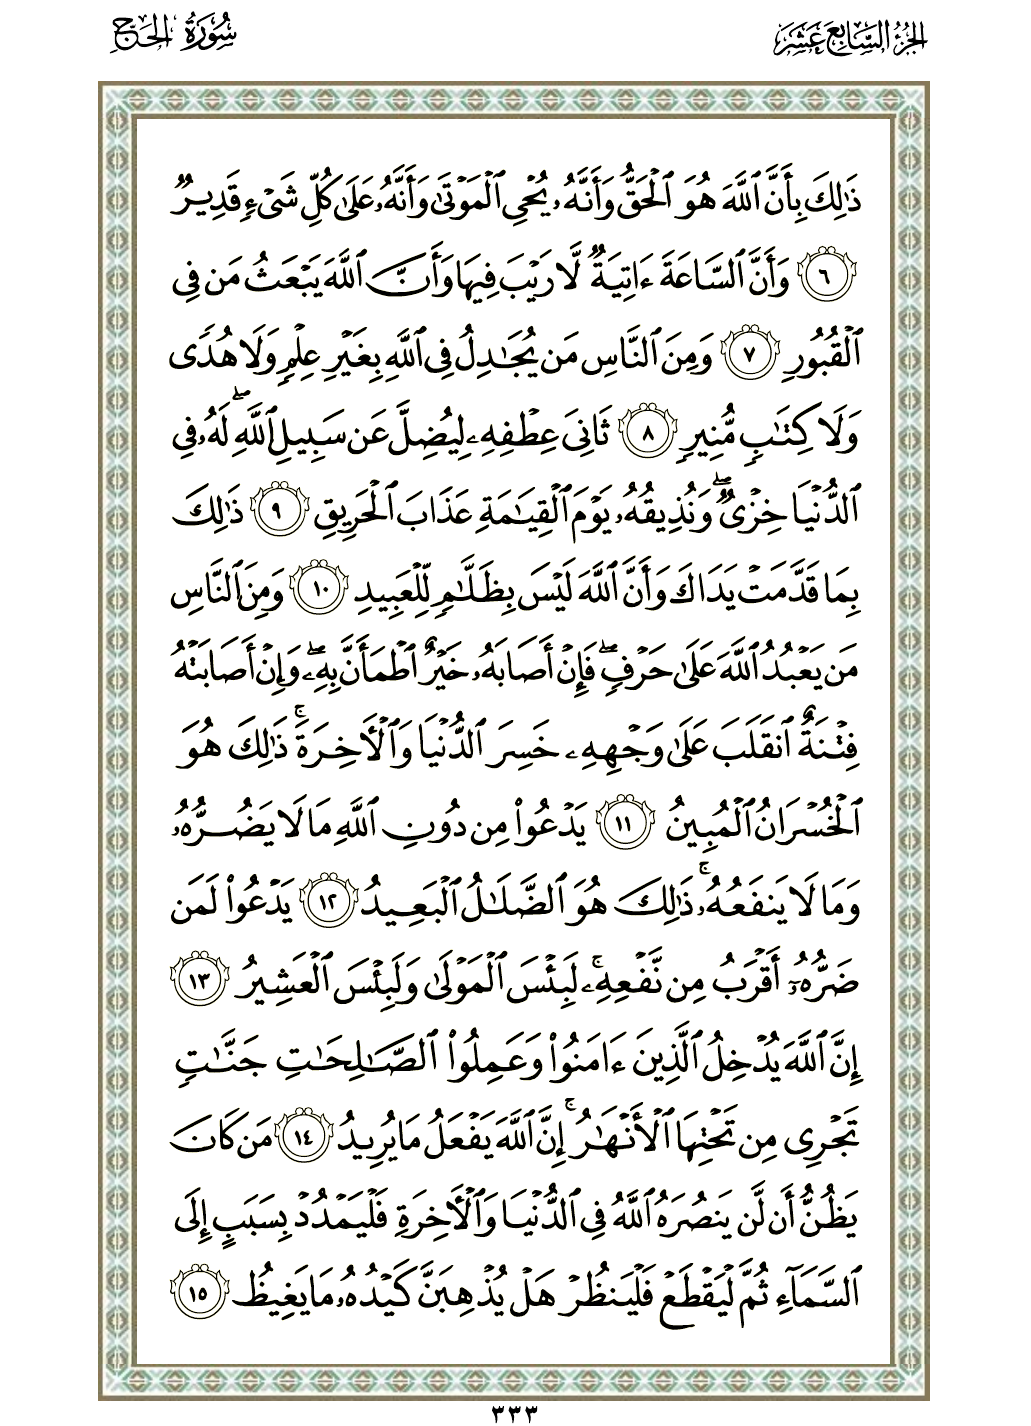 الجزء السابع عشر
سورة الحج
ذَٰلِكَ بِأَنَّ ٱللَّهَ هُوَ ٱلْحَقُّ وَأَنَّهُۥ يُحْىِ ٱلْمَوْتَىٰ وَأَنَّهُۥ عَلَىٰ كُلِّ شَىْءٍ قَدِيرٌ
٦ وَأَنَّ ٱلسَّاعَةَ ءَاتِيَةٌ لَّا رَيْبَ فِيهَا وَأَنَّ ٱللَّهَ يَبْعَثُ مَن فِى
ٱلْقُبُورِ ٧ وَمِنَ ٱلنَّاسِ مَن يُجَٰدِلُ فِى ٱللَّهِ بِغَيْرِ عِلْمٍ وَلَا هُدًى
وَلَا كِتَٰبٍ مُّنِيرٍ ٨ ثَانِىَ عِطْفِهِۦ لِيُضِلَّ عَن سَبِيلِ ٱللَّهِ ۖ لَهُۥ فِى
ٱلدُّنْيَا خِزْىٌ ۖ وَنُذِيقُهُۥ يَوْمَ ٱلْقِيَٰمَةِ عَذَابَ ٱلْحَرِيقِ ٩ ذَٰلِكَ
بِمَا قَدَّمَتْ يَدَاكَ وَأَنَّ ٱللَّهَ لَيْسَ بِظَلَّٰمٍ لِّلْعَبِيدِ ١٠ وَمِنَ ٱلنَّاسِ
مَن يَعْبُدُ ٱللَّهَ عَلَىٰ حَرْفٍ ۖ فَإِنْ أَصَابَهُۥ خَيْرٌ ٱطْمَأَنَّ بِهِۦ ۖ وَإِنْ أَصَابَتْهُ
فِتْنَةٌ ٱنقَلَبَ عَلَىٰ وَجْهِهِۦ خَسِرَ ٱلدُّنْيَا وَٱلْأَخِرَةَ ۚ ذَٰلِكَ هُوَ
ٱلْخُسْرَانُ ٱلْمُبِينُ ١١ يَدْعُوا۟ مِن دُونِ ٱللَّهِ مَا لَا يَضُرُّهُۥ
وَمَا لَا يَنفَعُهُۥ ۚ ذَٰلِكَ هُوَ ٱلضَّلَٰلُ ٱلْبَعِيدُ ١٢ يَدْعُوا۟ لَمَن
ضَرُّهُۥٓ أَقْرَبُ مِن نَّفْعِهِۦ ۚ لَبِئْسَ ٱلْمَوْلَىٰ وَلَبِئْسَ ٱلْعَشِيرُ ١٣
إِنَّ ٱللَّهَ يُدْخِلُ ٱلَّذِينَ ءَامَنُوا۟ وَعَمِلُوا۟ ٱلصَّٰلِحَٰتِ جَنَّٰتٍ
تَجْرِى مِن تَحْتِهَا ٱلْأَنْهَٰرُ ۚ إِنَّ ٱللَّهَ يَفْعَلُ مَا يُرِيدُ ١٤ مَن كَانَ
يَظُنُّ أَن لَّن يَنصُرَهُ ٱللَّهُ فِى ٱلدُّنْيَا وَٱلْأَخِرَةِ فَلْيَمْدُدْ بِسَبَبٍ إِلَى
ٱلسَّمَآءِ ثُمَّ لْيَقْطَعْ فَلْيَنظُرْ هَلْ يُذْهِبَنَّ كَيْدُهُۥ مَا يَغِيظُ ١٥
٣٣٣